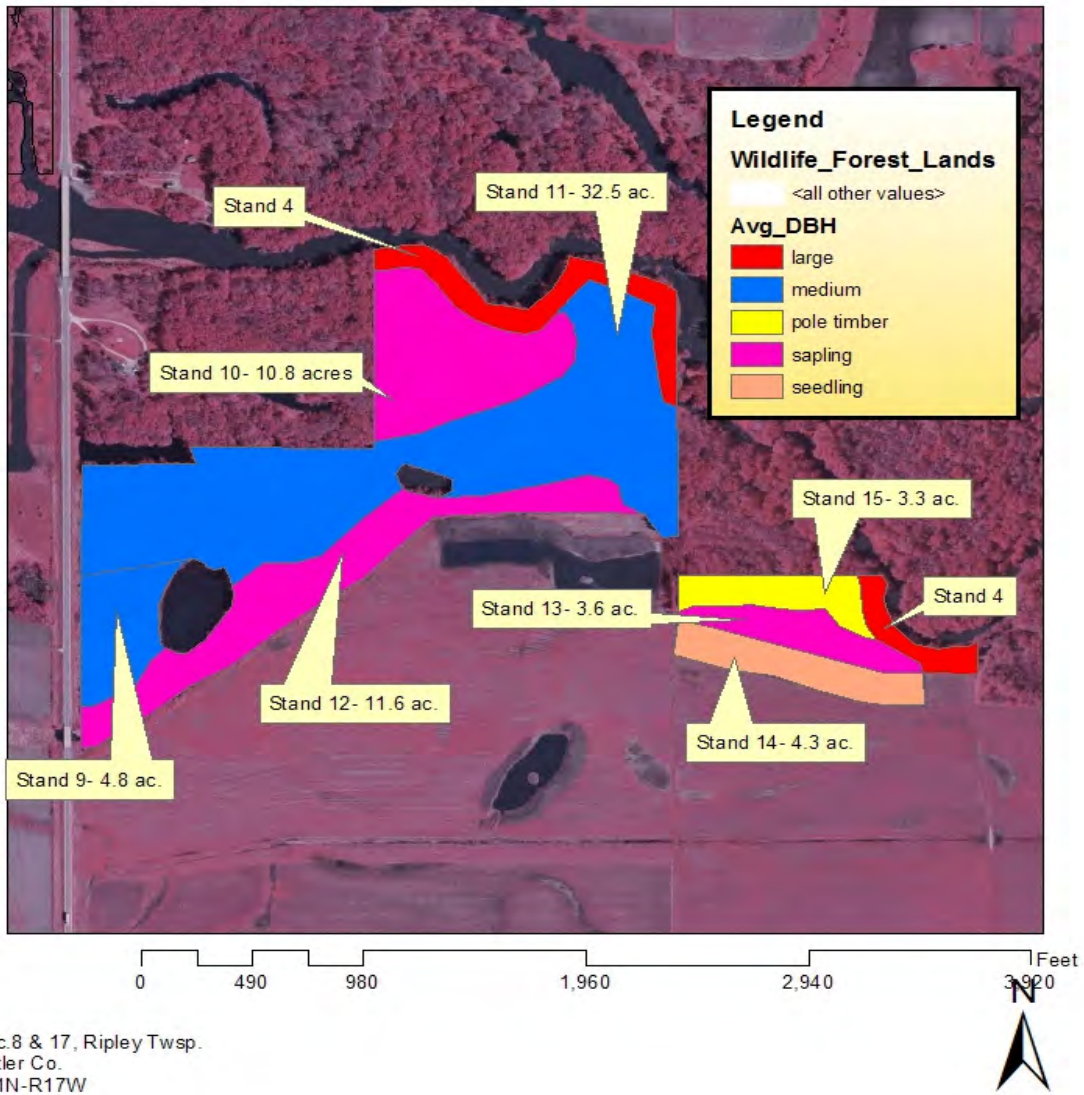 Legend
Wildlife_Forest_Lands
<all other values>
Avg_DBH
large
medium
pole timber
sapling
seedling
Stand 11- 32.5 ac.
Stand 4
Stand 10- 10.8 acres
Stand 15- 3.3 ac.
Stand 4
Stand 13- 3.6 ac.
Stand 12- 11.6 ac.
Stand 14- 4.3 ac.
Stand 9- 4.8 ac.
0 490 980 1,960 2,940 3,920 Feet
N
c.8 & 17, Ripley Twsp.
ler Co.
N-R17W